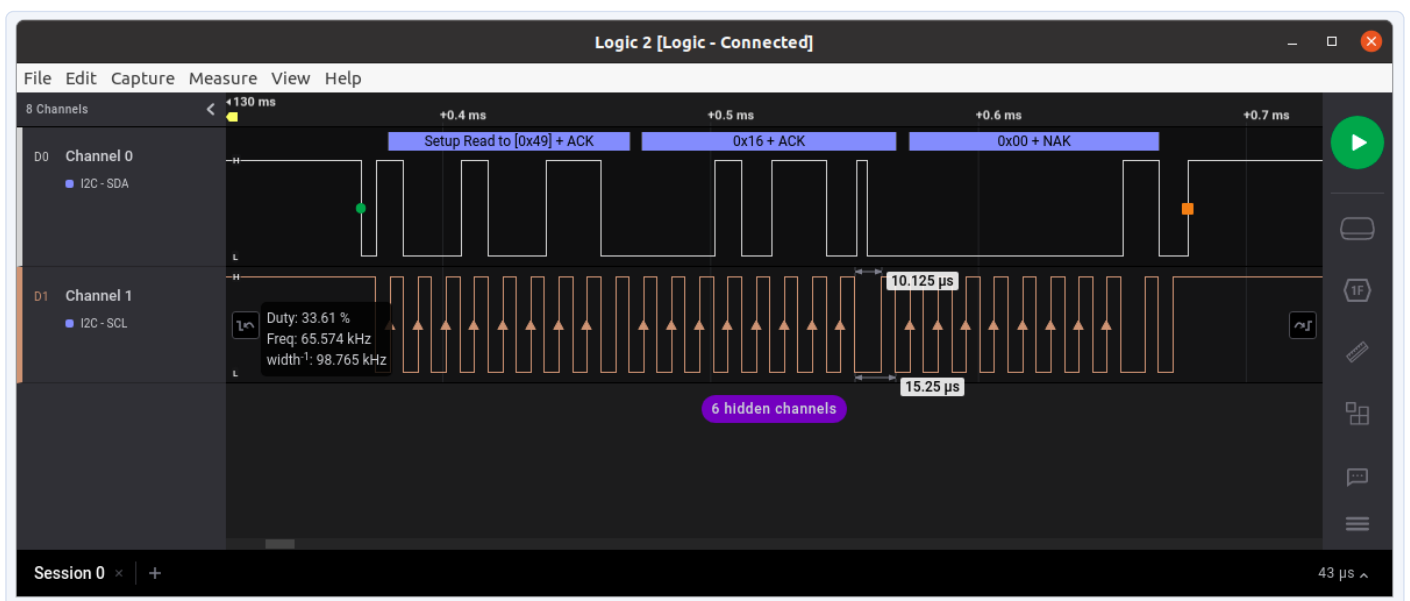 Logic 2 [Logic - Connected]
File Edit Capture Measure View Help
8 Channels
130 ms
+0.4 ms +0.5 ms +0.6 ms +0.7 ms
Setup Read to [0x49] + ACK 0x16 + ACK 0x00 + NAK
D0 Channel 0
H
I2C - SDA
L
H
10.125 µs
D1 Channel 1
1F
I2C - SCL
Duty: 33.61 %
Freq: 65.574 kHz
width-1: 98.765 kHz
L
15.25 µs
6 hidden channels
Session 0 × +
43 µs